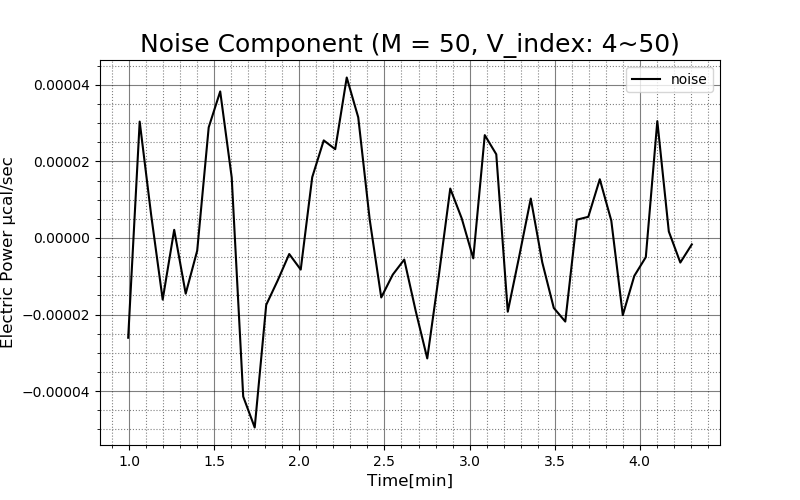 Noise Component (M = 50, V_index: 4~50)
noise
0.00004
0.00002
0.00000
−0.00002
−0.00004
Electric Power μcal/sec
1.0 1.5 2.0 2.5 3.0 3.5 4.0
Time[min]